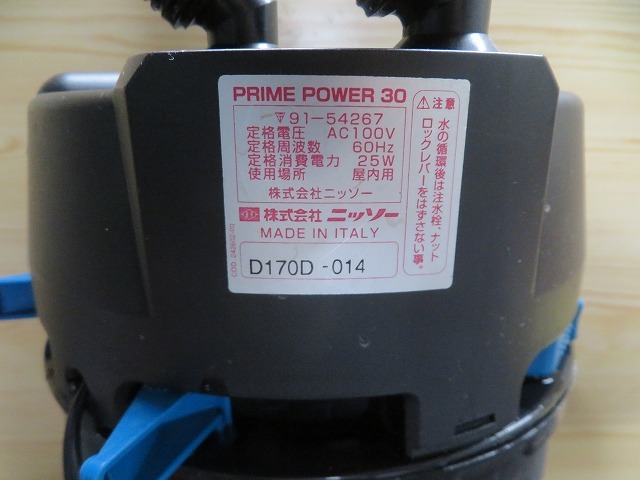 PRIME POWER 30
〒91-54267
定格電圧 AC100V
定格周波数 60Hz
定格消費電力 25W
使用場所 屋内用
株式会社ニッソー
株式会社 ニッソー
MADE IN ITALY
D170D -014
⚠注意
水の循環後は注水栓、ナット
ロックレバーをはずさない事。